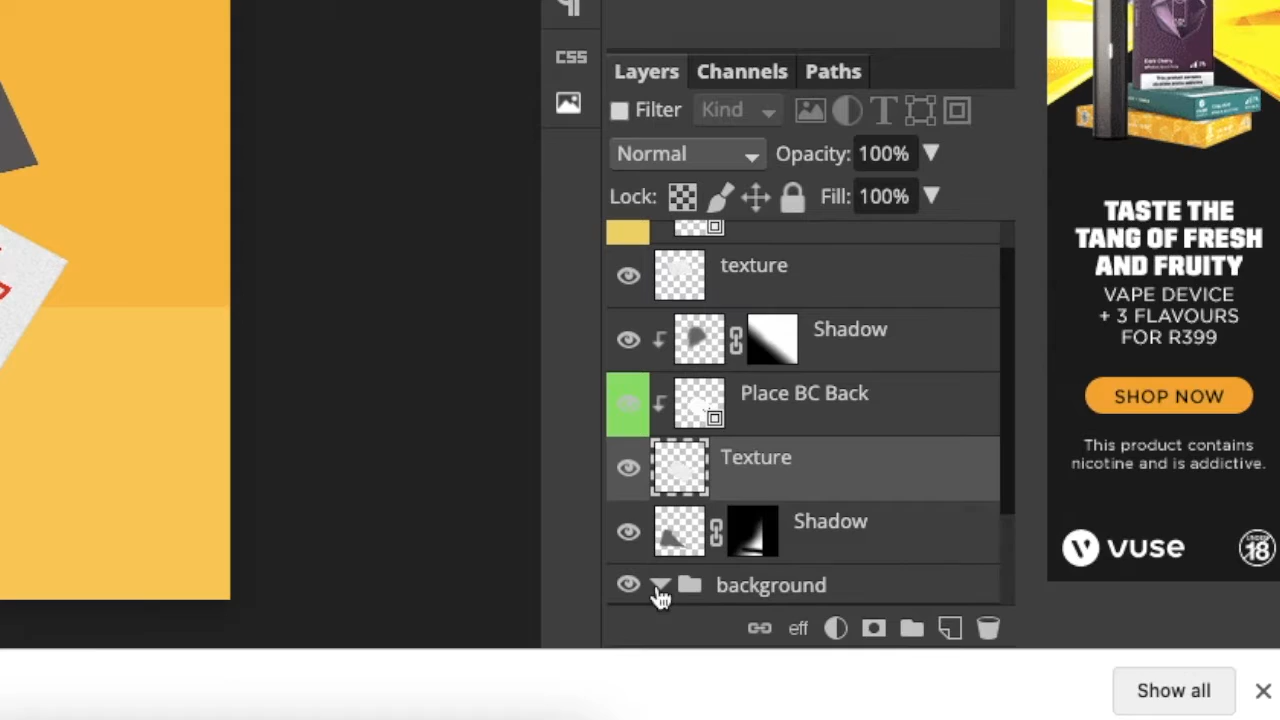 CSS
Layers Channels Paths
Filter Kind
Normal Opacity: 100%
Lock: Fill: 100%
texture
Shadow
Place BC Back
Texture
Shadow
background
eff
TASTE THE
TANG OF FRESH
AND FRUITY
VAPE DEVICE
+ 3 FLAVOURS
FOR R399
SHOP NOW
This product contains
nicotine and is addictive.
VUSE
UNDER
18
Show all